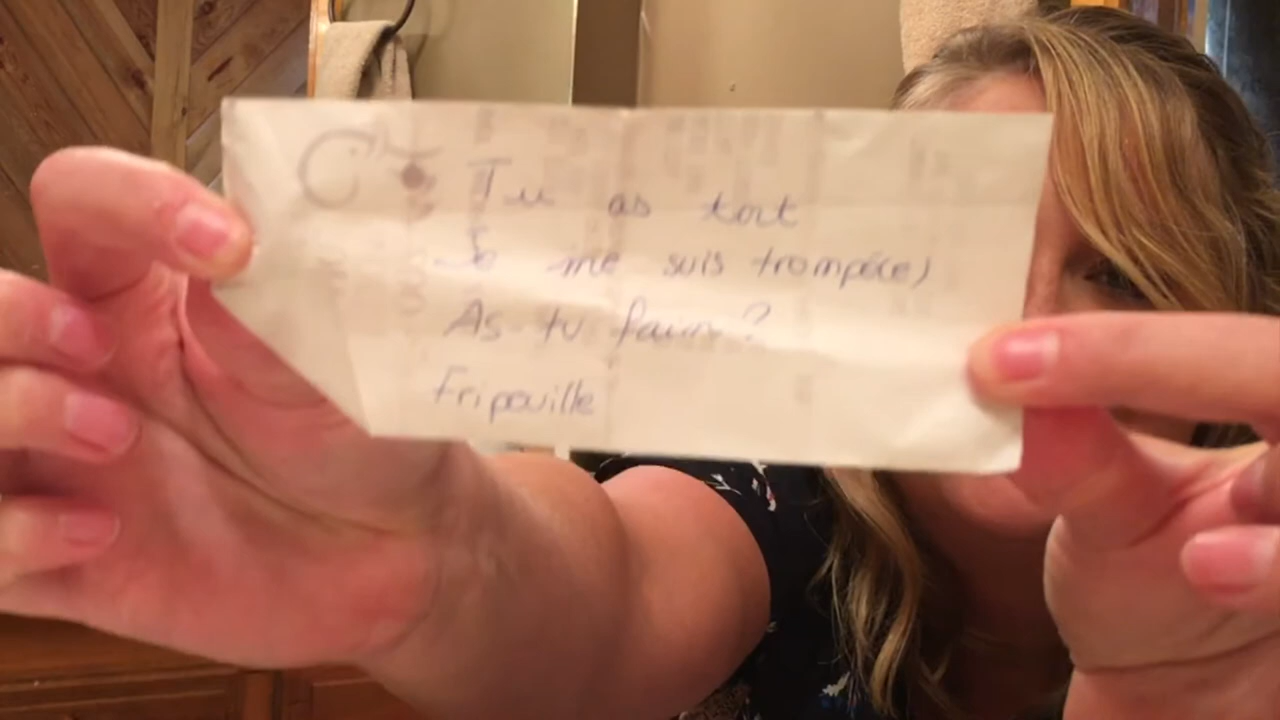 Tu as tort
Je me suis trompé(e)
As tu faim?
Fripouille